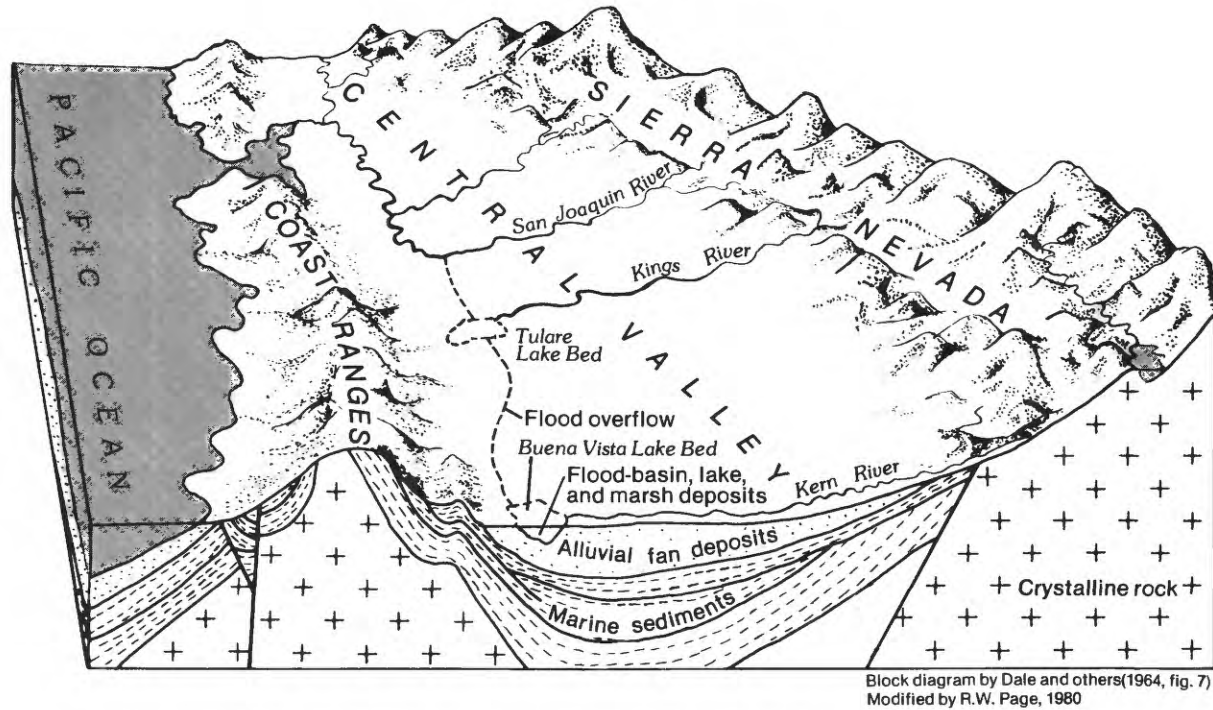 PACIFIC OCEAN
COAST RANGES
CENTRAL VALLEY
SIERRA NEVADA
San Joaquin River
Kings River
Tulare
Lake Bed
Flood overflow
Buena Vista Lake Bed
Flood-basin, lake,
and marsh deposits
Kern River
Alluvial fan deposits
Marine sediments
Crystalline rock
Block diagram by Dale and others(1964, fig. 7)
Modified by R.W. Page, 1980